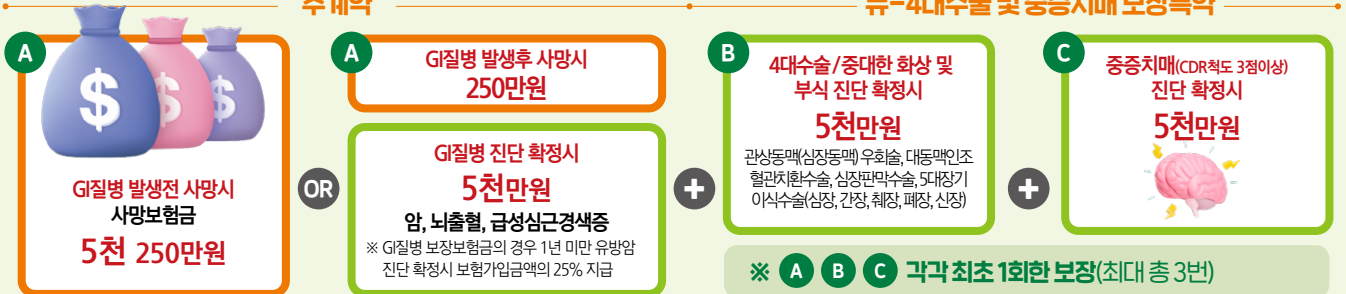 주계약
뉴-4대수술 및 중증치매 보장특약
A
$
$
$
GI질병 발생전 사망시
사망보험금
5천 250만원
OR
A
GI질병 발생후 사망시
250만원
GI질병 진단 확정시
5천만원
암, 뇌출혈, 급성심근경색증
※ GI질병 보장보험금의 경우 1년 미만 유방암
진단 확정시 보험가입금액의 25% 지급
+
B
4대수술/중대한 화상 및
부식 진단 확정시
5천만원
관상동맥(심장동맥) 우회술, 대동맥인조
혈관치환수술, 심장판막수술, 5대장기
이식수술(심장, 간장, 췌장, 폐장, 신장)
+
C
중증치매(CDR척도 3점이상)
진단 확정시
5천만원
※ A B C 각각 최초 1회한 보장(최대 총 3번)